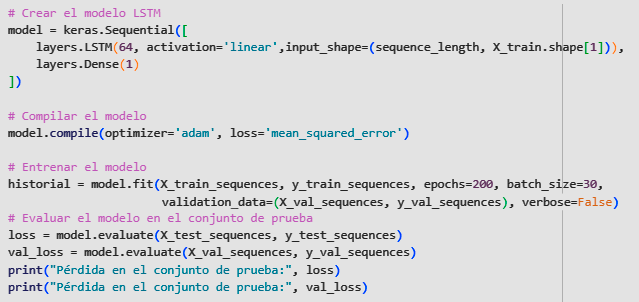 # Crear el modelo LSTM
model = keras.Sequential([
    layers.LSTM(64, activation='linear',input_shape=(sequence_length, X_train.shape[1])),
    layers.Dense(1)
])

# Compilar el modelo
model.compile(optimizer='adam', loss='mean_squared_error')

# Entrenar el modelo
historial = model.fit(X_train_sequences, y_train_sequences, epochs=200, batch_size=30,
                      validation_data=(X_val_sequences, y_val_sequences), verbose=False)
# Evaluar el modelo en el conjunto de prueba
loss = model.evaluate(X_test_sequences, y_test_sequences)
val_loss = model.evaluate(X_val_sequences, y_val_sequences)
print("Pérdida en el conjunto de prueba:", loss)
print("Pérdida en el conjunto de prueba:", val_loss)